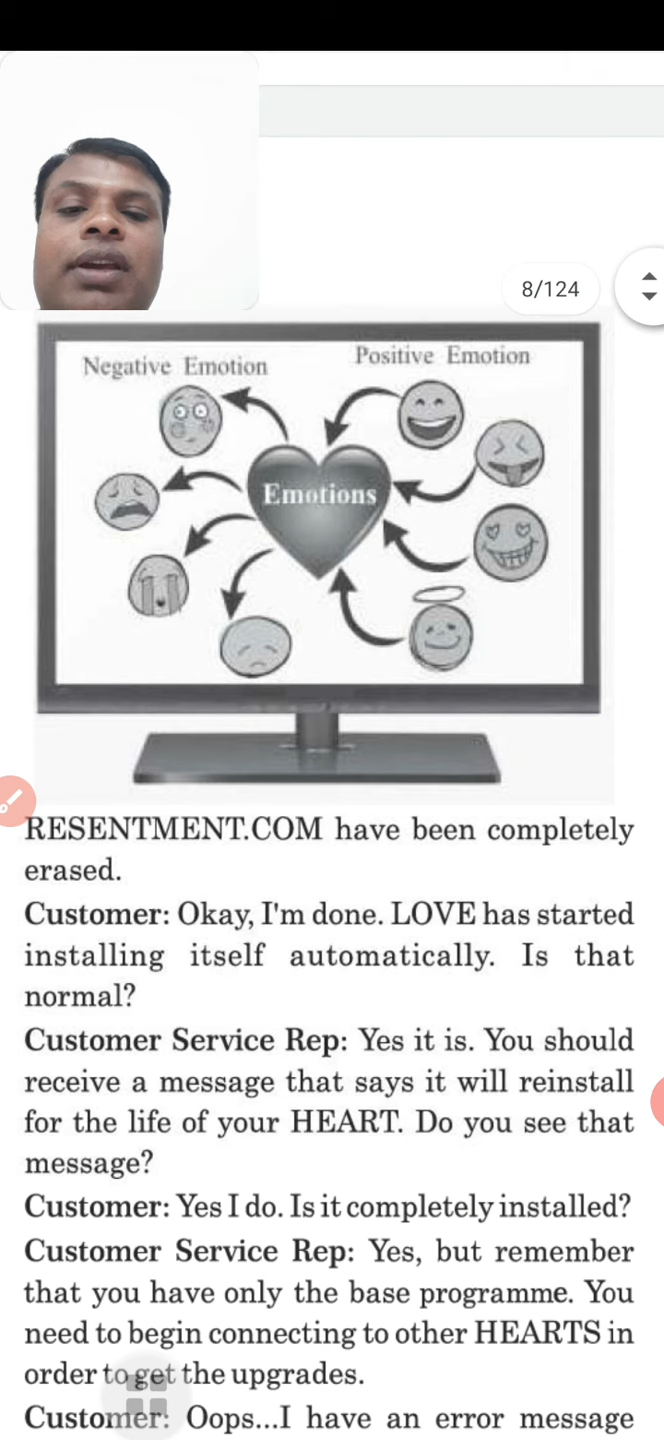 8/124
Negative Emotion
Positive Emotion
Emotions
RESENTMENT.COM have been completely
erased.
Customer: Okay, I'm done. LOVE has started
installing itself automatically. Is that
normal?
Customer Service Rep: Yes it is. You should
receive a message that says it will reinstall
for the life of your HEART. Do you see that
message?
Customer: Yes I do. Is it completely installed?
Customer Service Rep: Yes, but remember
that you have only the base programme. You
need to begin connecting to other HEARTS in
order to get the upgrades.
Customer: Oops...I have an error message